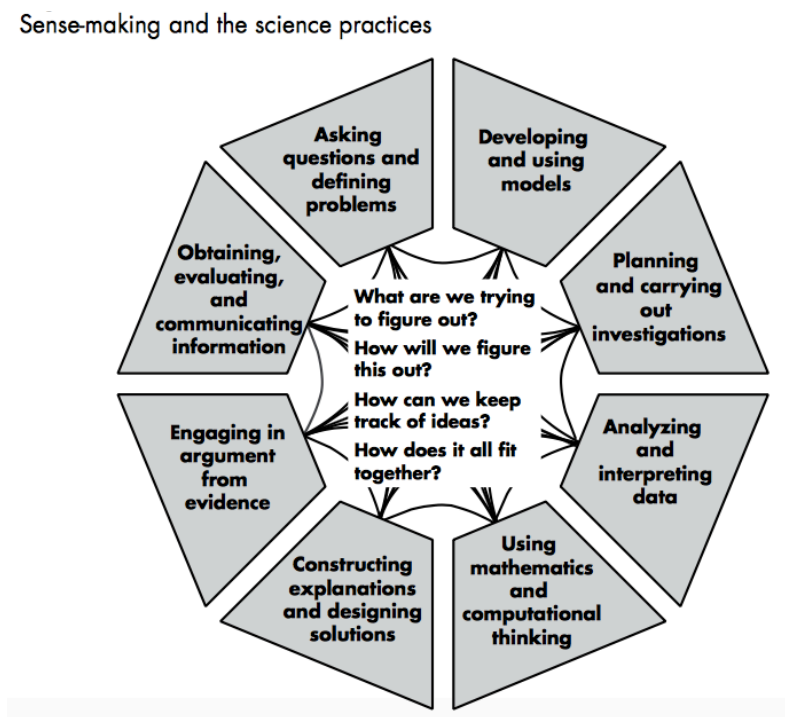 Sense-making and the science practices
Asking
questions and
defining
problems
Developing
and using
models
Planning
and carrying
out
investigations
Analyzing
and
interpreting
data
Using
mathematics
and
computational
thinking
Constructing
explanations
and designing
solutions
Engaging in
argument
from
evidence
Obtaining,
evaluating,
and
communicating
information
What are we trying
to figure out?
How will we figure
this out?
How can we keep
track of ideas?
How does it all fit
together?